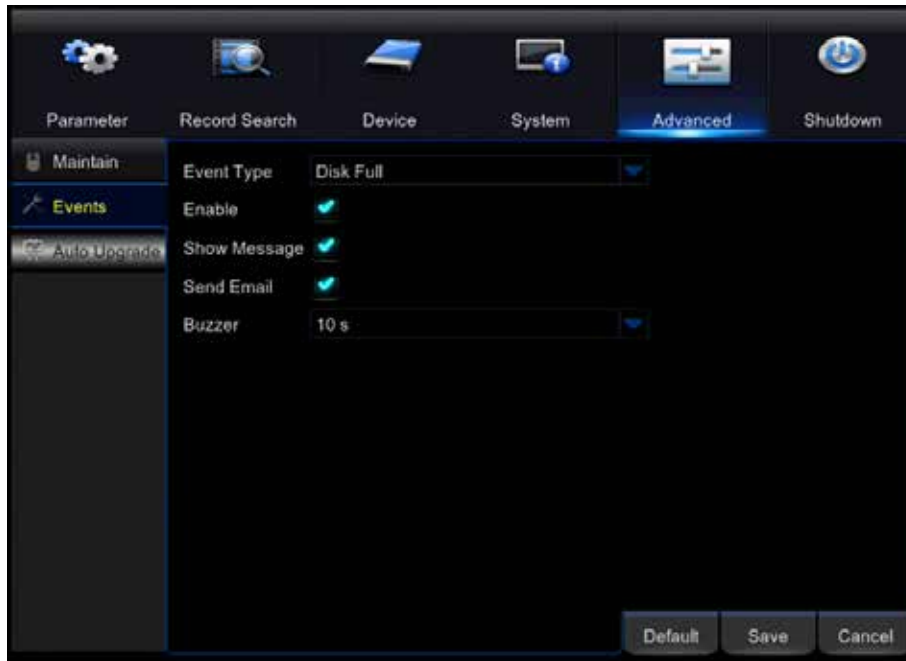 Parameter Record Search Device System Advanced Shutdown
Maintain
Events
Auto Upgrade
Event Type Disk Full
Enable
Show Message
Send Email
Buzzer 10 s
Default Save Cancel